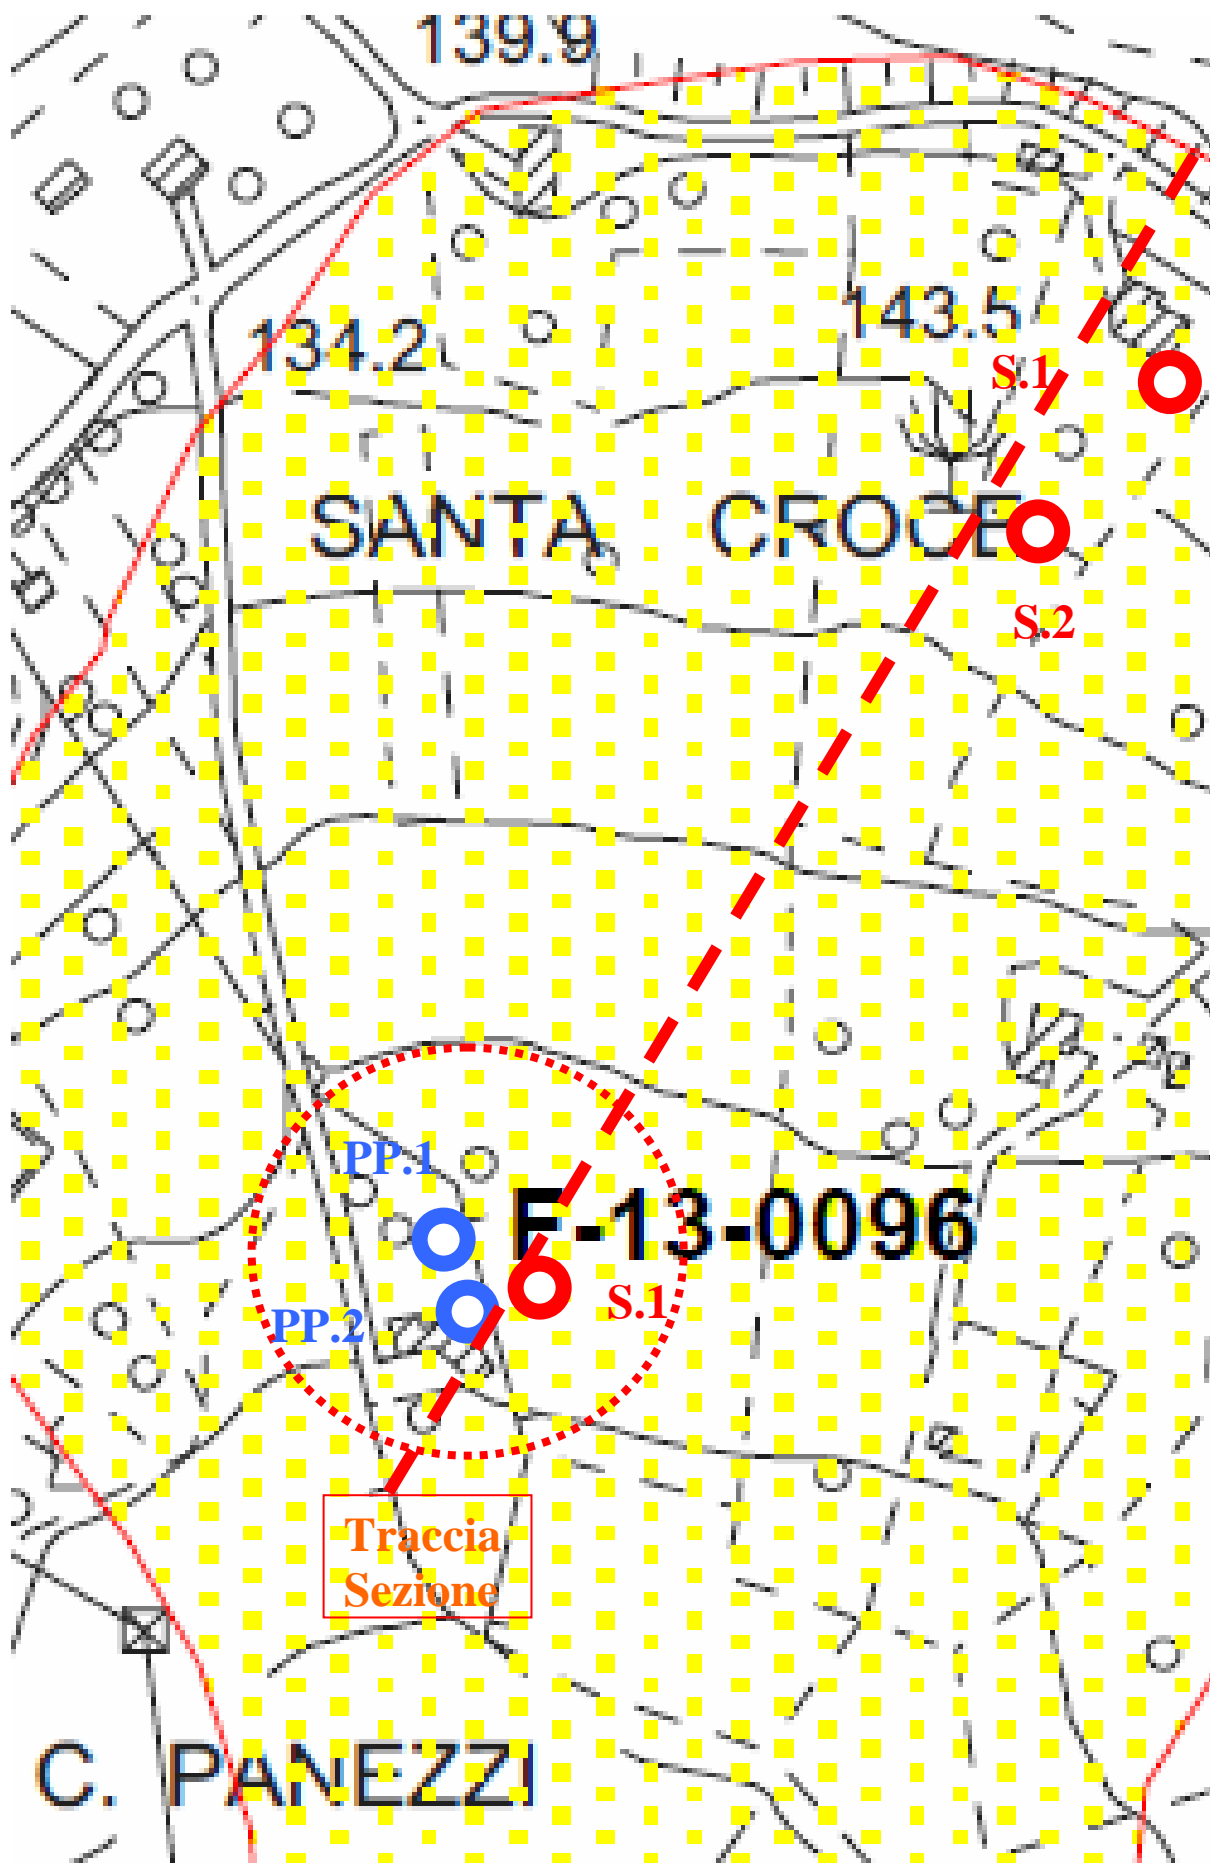 139.9
134.2
143.5
S.1
SANTA CROCE
S.2
PP.1
F-13-0096
S.1
PP.2
Traccia
Sezione
C. PANEZZI